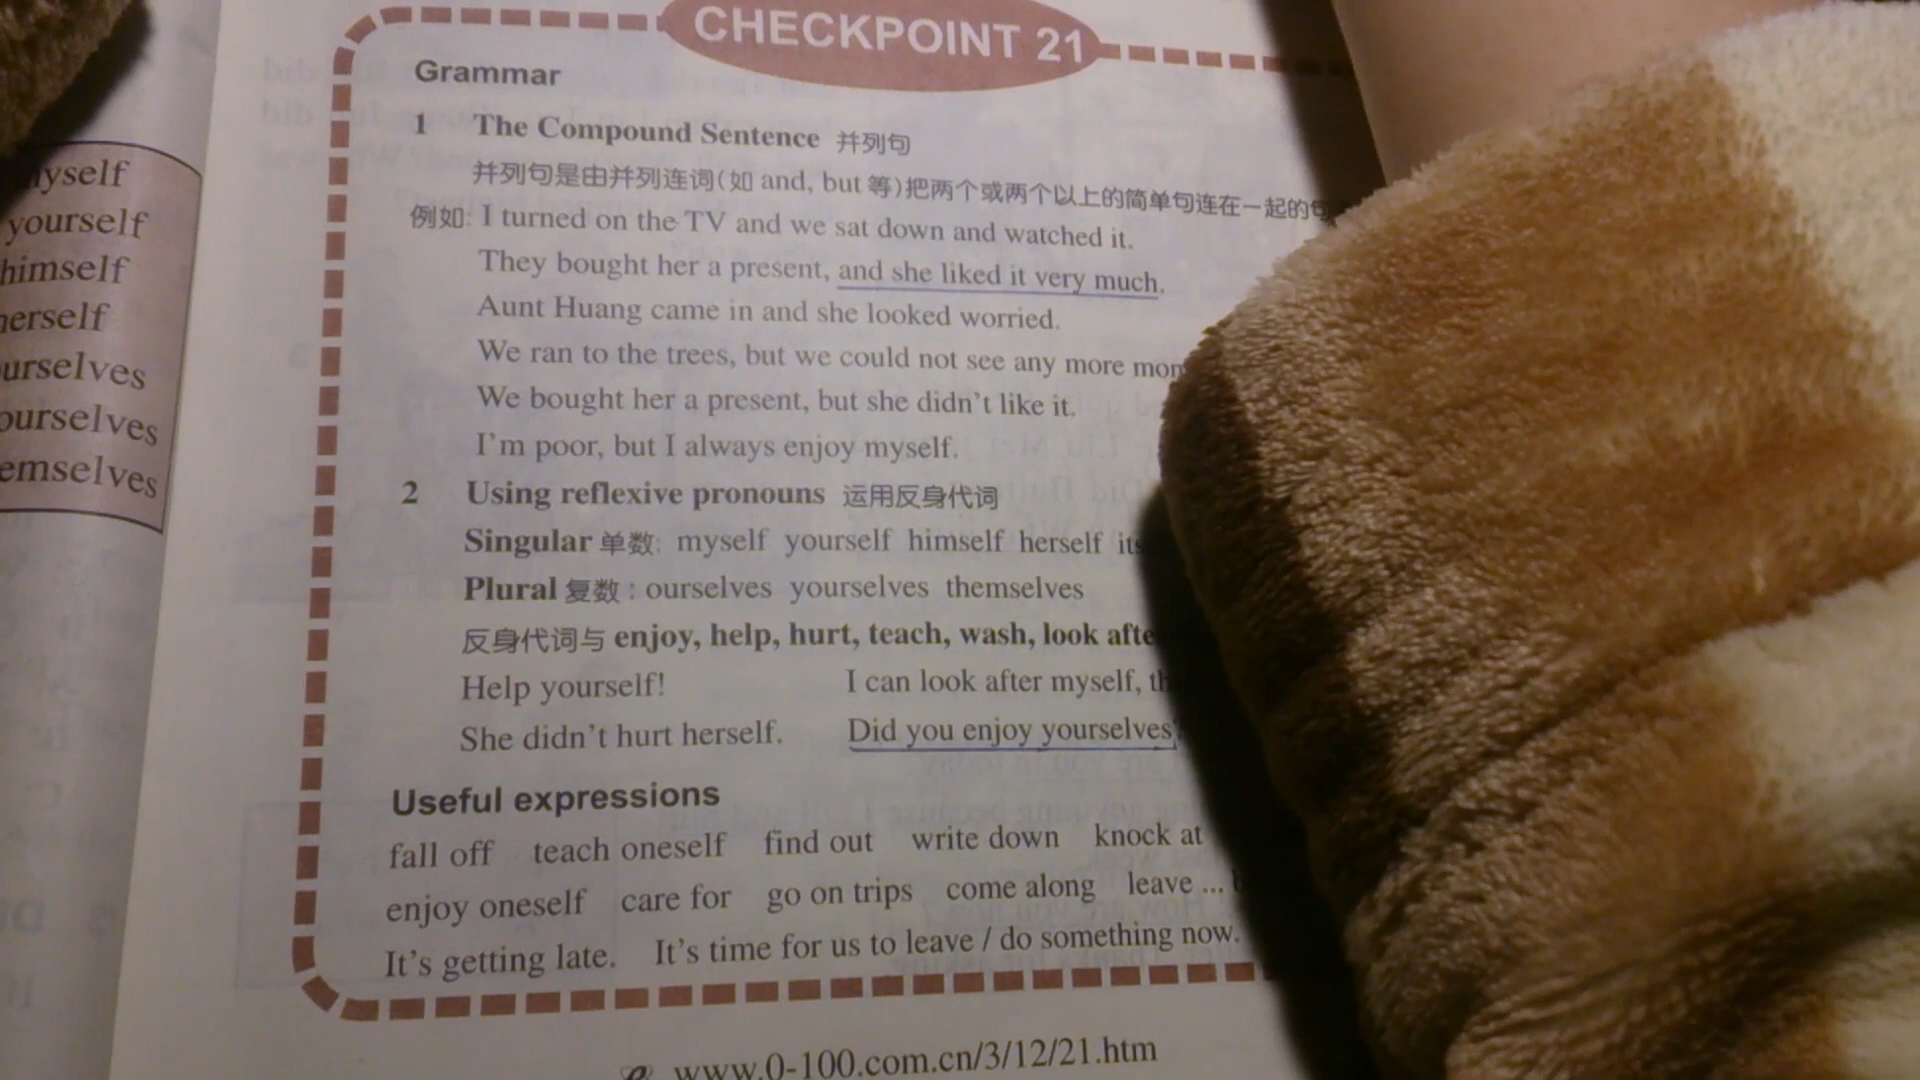 yself
yourself
himself
herself
urselves
ourselves
emselves
CHECKPOINT 21
Grammar
1 The Compound Sentence 并列句
并列句是由并列连词(如 and, but 等)把两个或两个以上的简单句连在一起的句
例如: I turned on the TV and we sat down and watched it.
They bought her a present, and she liked it very much.
Aunt Huang came in and she looked worried.
We ran to the trees, but we could not see any more
We bought her a present, but she didn't like it.
I'm poor, but I always enjoy myself.
2 Using reflexive pronouns 运用反身代词
Singular 单数: myself yourself himself herself
Plural 复数: ourselves yourselves themselves
反身代词与 enjoy, help, hurt, teach, wash, look
Help yourself! I can look after myself,
She didn't hurt herself. Did you enjoy yourselves?
Useful expressions
fall off teach oneself find out write down knock at
enjoy oneself care for go on trips come along leave ...
It's getting late. It's time for us to leave / do something now.
www.0-100.com.cn/3/12/21.htm